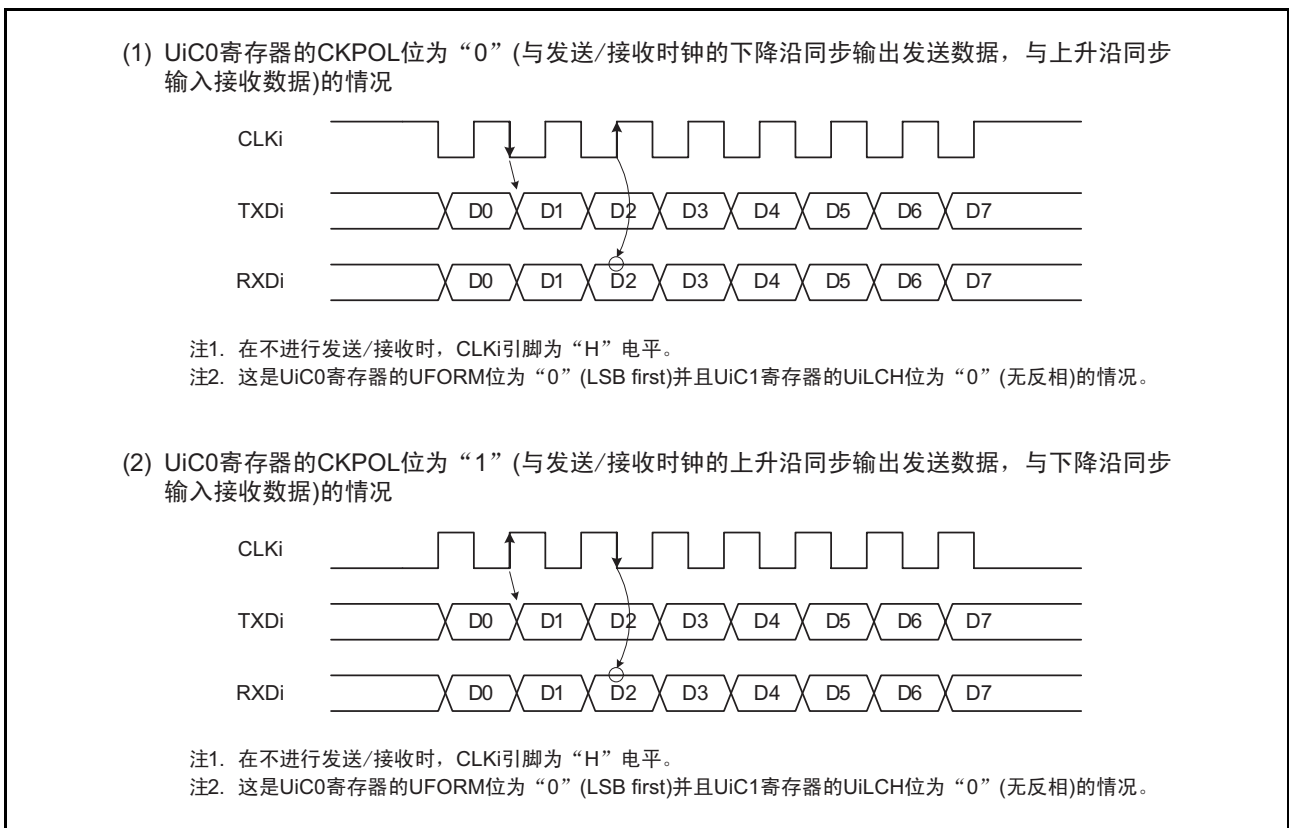 (1) UiC0寄存器的CKPOL位为“0”(与发送/接收时钟的下降沿同步输出发送数据，与上升沿同步
输入接收数据)的情况
CLKi
TXDi D0 D1 D2 D3 D4 D5 D6 D7
RXDi D0 D1 D2 D3 D4 D5 D6 D7
注1. 在不进行发送/接收时，CLKi引脚为“H”电平。
注2. 这是UiC0寄存器的UFORM位为“0”(LSB first)并且UiC1寄存器的UiLCH位为“0”(无反相)的情况。
(2) UiC0寄存器的CKPOL位为“1”(与发送/接收时钟的上升沿同步输出发送数据，与下降沿同步
输入接收数据)的情况
CLKi
TXDi D0 D1 D2 D3 D4 D5 D6 D7
RXDi D0 D1 D2 D3 D4 D5 D6 D7
注1. 在不进行发送/接收时，CLKi引脚为“H”电平。
注2. 这是UiC0寄存器的UFORM位为“0”(LSB first)并且UiC1寄存器的UiLCH位为“0”(无反相)的情况。